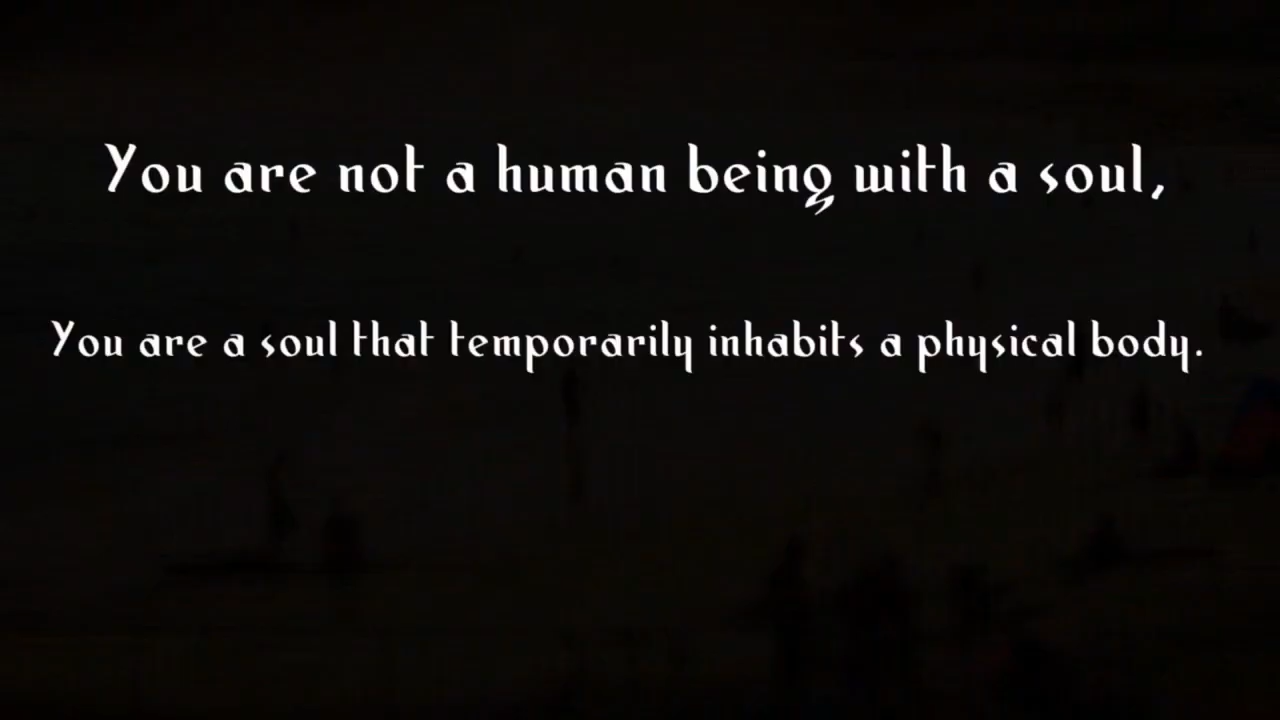 You are not a human being with a soul,
You are a soul that temporarily inhabits a physical body.